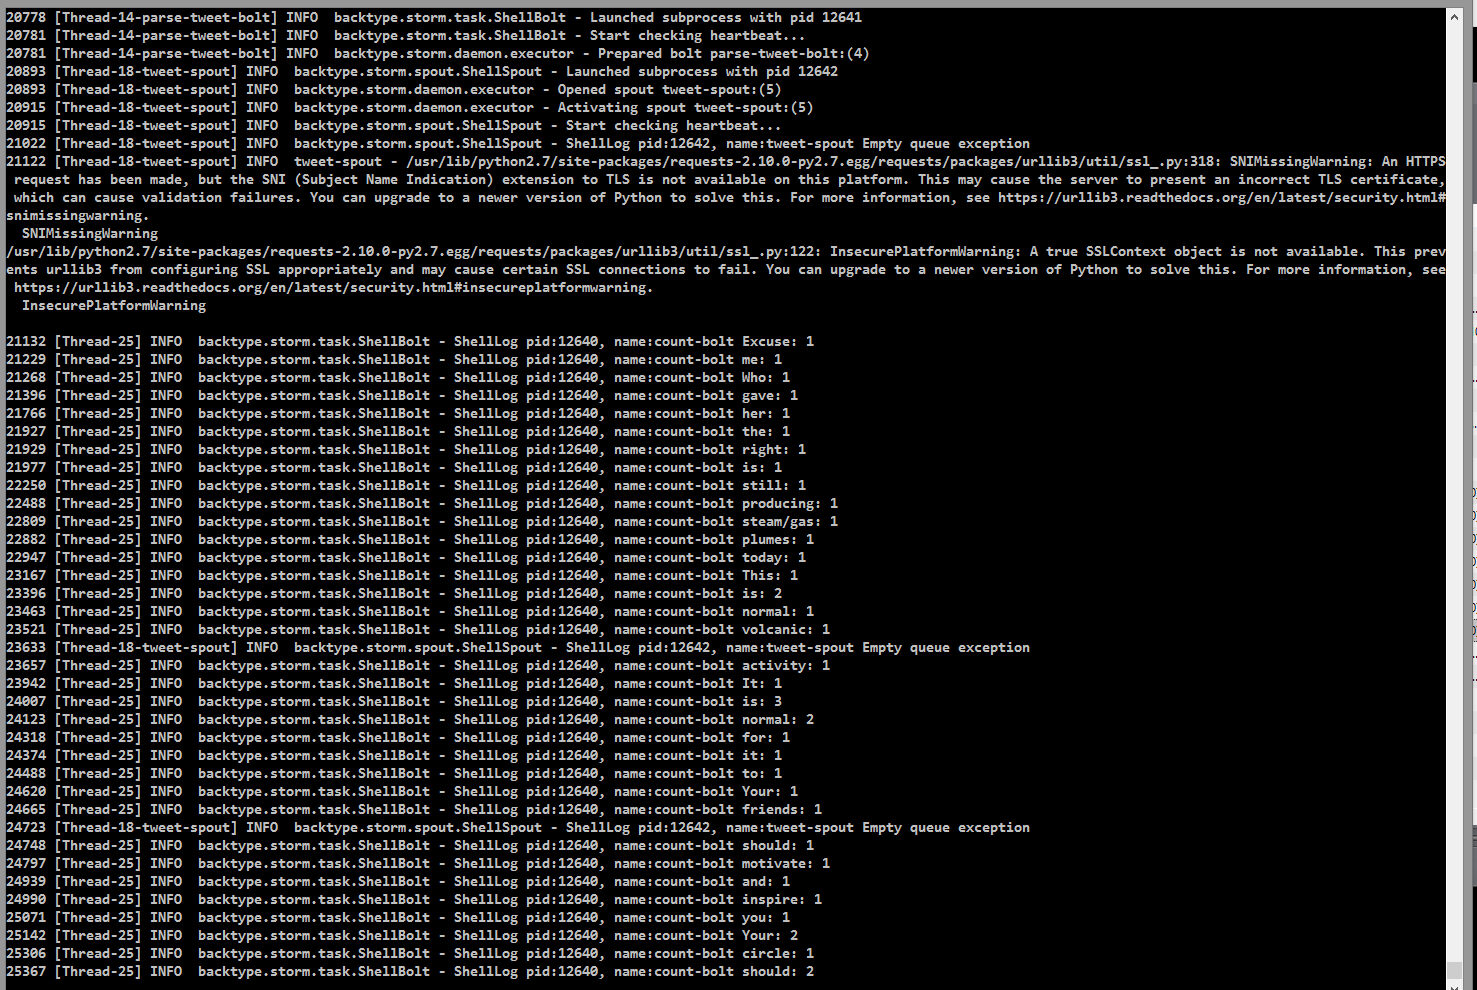 20778 [Thread-14-parse-tweet-bolt] INFO  backtype.storm.task.ShellBolt - Launched subprocess with pid 12641
20781 [Thread-14-parse-tweet-bolt] INFO  backtype.storm.task.ShellBolt - Start checking heartbeat...
20781 [Thread-14-parse-tweet-bolt] INFO  backtype.storm.daemon.executor - Prepared bolt parse-tweet-bolt:(4)
20893 [Thread-18-tweet-spout] INFO  backtype.storm.spout.ShellSpout - Launched subprocess with pid 12642
20893 [Thread-18-tweet-spout] INFO  backtype.storm.daemon.executor - Opened spout tweet-spout:(5)
20915 [Thread-18-tweet-spout] INFO  backtype.storm.daemon.executor - Activating spout tweet-spout:(5)
20915 [Thread-18-tweet-spout] INFO  backtype.storm.spout.ShellSpout - Start checking heartbeat...
21022 [Thread-18-tweet-spout] INFO  backtype.storm.spout.ShellSpout - ShellLog pid:12642, name:tweet-spout Empty queue exception
21122 [Thread-18-tweet-spout] INFO  tweet-spout - /usr/lib/python2.7/site-packages/requests-2.10.0-py2.7.egg/requests/packages/urllib3/util/ssl_.py:318: SNIMissingWarning: An HTTPS
 request has been made, but the SNI (Subject Name Indication) extension to TLS is not available on this platform. This may cause the server to present an incorrect TLS certificate,
 which can cause validation failures. You can upgrade to a newer version of Python to solve this. For more information, see https://urllib3.readthedocs.org/en/latest/security.html#
snimissingwarning.
  SNIMissingWarning
/usr/lib/python2.7/site-packages/requests-2.10.0-py2.7.egg/requests/packages/urllib3/util/ssl_.py:122: InsecurePlatformWarning: A true SSLContext object is not available. This prev
ents urllib3 from configuring SSL appropriately and may cause certain SSL connections to fail. You can upgrade to a newer version of Python to solve this. For more information, see
 https://urllib3.readthedocs.org/en/latest/security.html#insecureplatformwarning.
  InsecurePlatformWarning

21132 [Thread-25] INFO  backtype.storm.task.ShellBolt - ShellLog pid:12640, name:count-bolt Excuse: 1
21229 [Thread-25] INFO  backtype.storm.task.ShellBolt - ShellLog pid:12640, name:count-bolt me: 1
21268 [Thread-25] INFO  backtype.storm.task.ShellBolt - ShellLog pid:12640, name:count-bolt Who: 1
21396 [Thread-25] INFO  backtype.storm.task.ShellBolt - ShellLog pid:12640, name:count-bolt gave: 1
21766 [Thread-25] INFO  backtype.storm.task.ShellBolt - ShellLog pid:12640, name:count-bolt her: 1
21927 [Thread-25] INFO  backtype.storm.task.ShellBolt - ShellLog pid:12640, name:count-bolt the: 1
21929 [Thread-25] INFO  backtype.storm.task.ShellBolt - ShellLog pid:12640, name:count-bolt right: 1
21977 [Thread-25] INFO  backtype.storm.task.ShellBolt - ShellLog pid:12640, name:count-bolt is: 1
22250 [Thread-25] INFO  backtype.storm.task.ShellBolt - ShellLog pid:12640, name:count-bolt still: 1
22488 [Thread-25] INFO  backtype.storm.task.ShellBolt - ShellLog pid:12640, name:count-bolt producing: 1
22809 [Thread-25] INFO  backtype.storm.task.ShellBolt - ShellLog pid:12640, name:count-bolt steam/gas: 1
22882 [Thread-25] INFO  backtype.storm.task.ShellBolt - ShellLog pid:12640, name:count-bolt plumes: 1
22947 [Thread-25] INFO  backtype.storm.task.ShellBolt - ShellLog pid:12640, name:count-bolt today: 1
23167 [Thread-25] INFO  backtype.storm.task.ShellBolt - ShellLog pid:12640, name:count-bolt This: 1
23396 [Thread-25] INFO  backtype.storm.task.ShellBolt - ShellLog pid:12640, name:count-bolt is: 2
23463 [Thread-25] INFO  backtype.storm.task.ShellBolt - ShellLog pid:12640, name:count-bolt normal: 1
23521 [Thread-25] INFO  backtype.storm.task.ShellBolt - ShellLog pid:12640, name:count-bolt volcanic: 1
23633 [Thread-18-tweet-spout] INFO  backtype.storm.spout.ShellSpout - ShellLog pid:12642, name:tweet-spout Empty queue exception
23657 [Thread-25] INFO  backtype.storm.task.ShellBolt - ShellLog pid:12640, name:count-bolt activity: 1
23942 [Thread-25] INFO  backtype.storm.task.ShellBolt - ShellLog pid:12640, name:count-bolt It: 1
24007 [Thread-25] INFO  backtype.storm.task.ShellBolt - ShellLog pid:12640, name:count-bolt is: 3
24123 [Thread-25] INFO  backtype.storm.task.ShellBolt - ShellLog pid:12640, name:count-bolt normal: 2
24318 [Thread-25] INFO  backtype.storm.task.ShellBolt - ShellLog pid:12640, name:count-bolt for: 1
24374 [Thread-25] INFO  backtype.storm.task.ShellBolt - ShellLog pid:12640, name:count-bolt it: 1
24488 [Thread-25] INFO  backtype.storm.task.ShellBolt - ShellLog pid:12640, name:count-bolt to: 1
24620 [Thread-25] INFO  backtype.storm.task.ShellBolt - ShellLog pid:12640, name:count-bolt Your: 1
24665 [Thread-25] INFO  backtype.storm.task.ShellBolt - ShellLog pid:12640, name:count-bolt friends: 1
24723 [Thread-18-tweet-spout] INFO  backtype.storm.spout.ShellSpout - ShellLog pid:12642, name:tweet-spout Empty queue exception
24748 [Thread-25] INFO  backtype.storm.task.ShellBolt - ShellLog pid:12640, name:count-bolt should: 1
24797 [Thread-25] INFO  backtype.storm.task.ShellBolt - ShellLog pid:12640, name:count-bolt motivate: 1
24939 [Thread-25] INFO  backtype.storm.task.ShellBolt - ShellLog pid:12640, name:count-bolt and: 1
24990 [Thread-25] INFO  backtype.storm.task.ShellBolt - ShellLog pid:12640, name:count-bolt inspire: 1
25071 [Thread-25] INFO  backtype.storm.task.ShellBolt - ShellLog pid:12640, name:count-bolt you: 1
25142 [Thread-25] INFO  backtype.storm.task.ShellBolt - ShellLog pid:12640, name:count-bolt Your: 2
25306 [Thread-25] INFO  backtype.storm.task.ShellBolt - ShellLog pid:12640, name:count-bolt circle: 1
25367 [Thread-25] INFO  backtype.storm.task.ShellBolt - ShellLog pid:12640, name:count-bolt should: 2